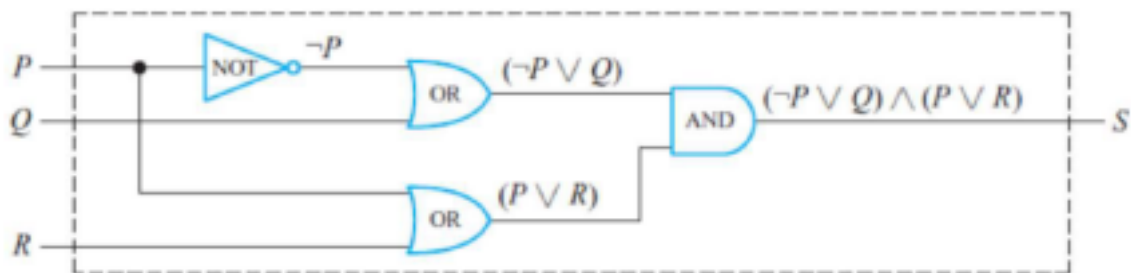 ¬P
P
NOT
OR
(¬P ∨ Q)
(¬P ∨ Q) ∧ (P ∨ R)
Q
AND
S
(P ∨ R)
OR
R